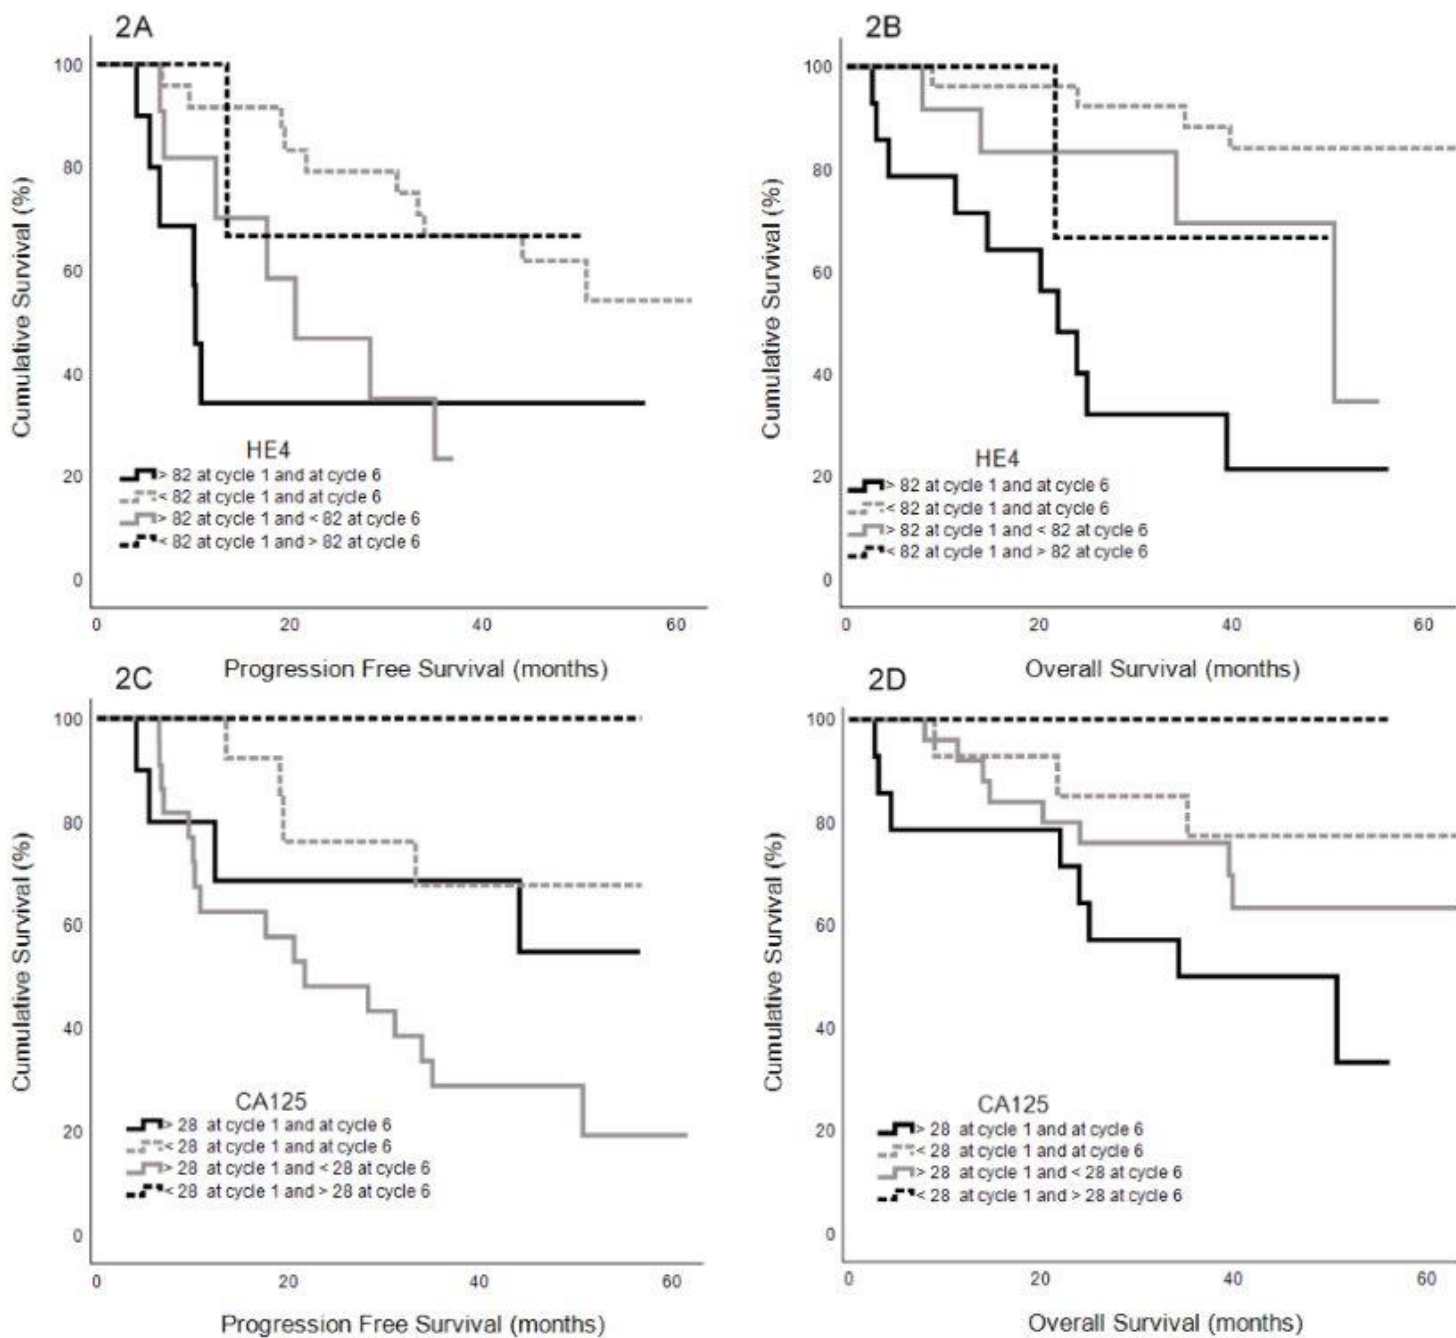 2A
Cumulative Survival (%)
100
80
60
40
20
0
HE4
> 82 at cycle 1 and at cycle 6
< 82 at cycle 1 and at cycle 6
> 82 at cycle 1 and < 82 at cycle 6
< 82 at cycle 1 and > 82 at cycle 6
0 20 40 60
Progression Free Survival (months)
2B
Cumulative Survival (%)
100
80
60
40
20
0
HE4
> 82 at cycle 1 and at cycle 6
< 82 at cycle 1 and at cycle 6
> 82 at cycle 1 and < 82 at cycle 6
< 82 at cycle 1 and > 82 at cycle 6
0 20 40 60
Overall Survival (months)
2C
Cumulative Survival (%)
100
80
60
40
20
0
CA125
> 28 at cycle 1 and at cycle 6
< 28 at cycle 1 and at cycle 6
> 28 at cycle 1 and < 28 at cycle 6
< 28 at cycle 1 and > 28 at cycle 6
0 20 40 60
Progression Free Survival (months)
2D
Cumulative Survival (%)
100
80
60
40
20
0
CA125
> 28 at cycle 1 and at cycle 6
< 28 at cycle 1 and at cycle 6
> 28 at cycle 1 and < 28 at cycle 6
< 28 at cycle 1 and > 28 at cycle 6
0 20 40 60
Overall Survival (months)